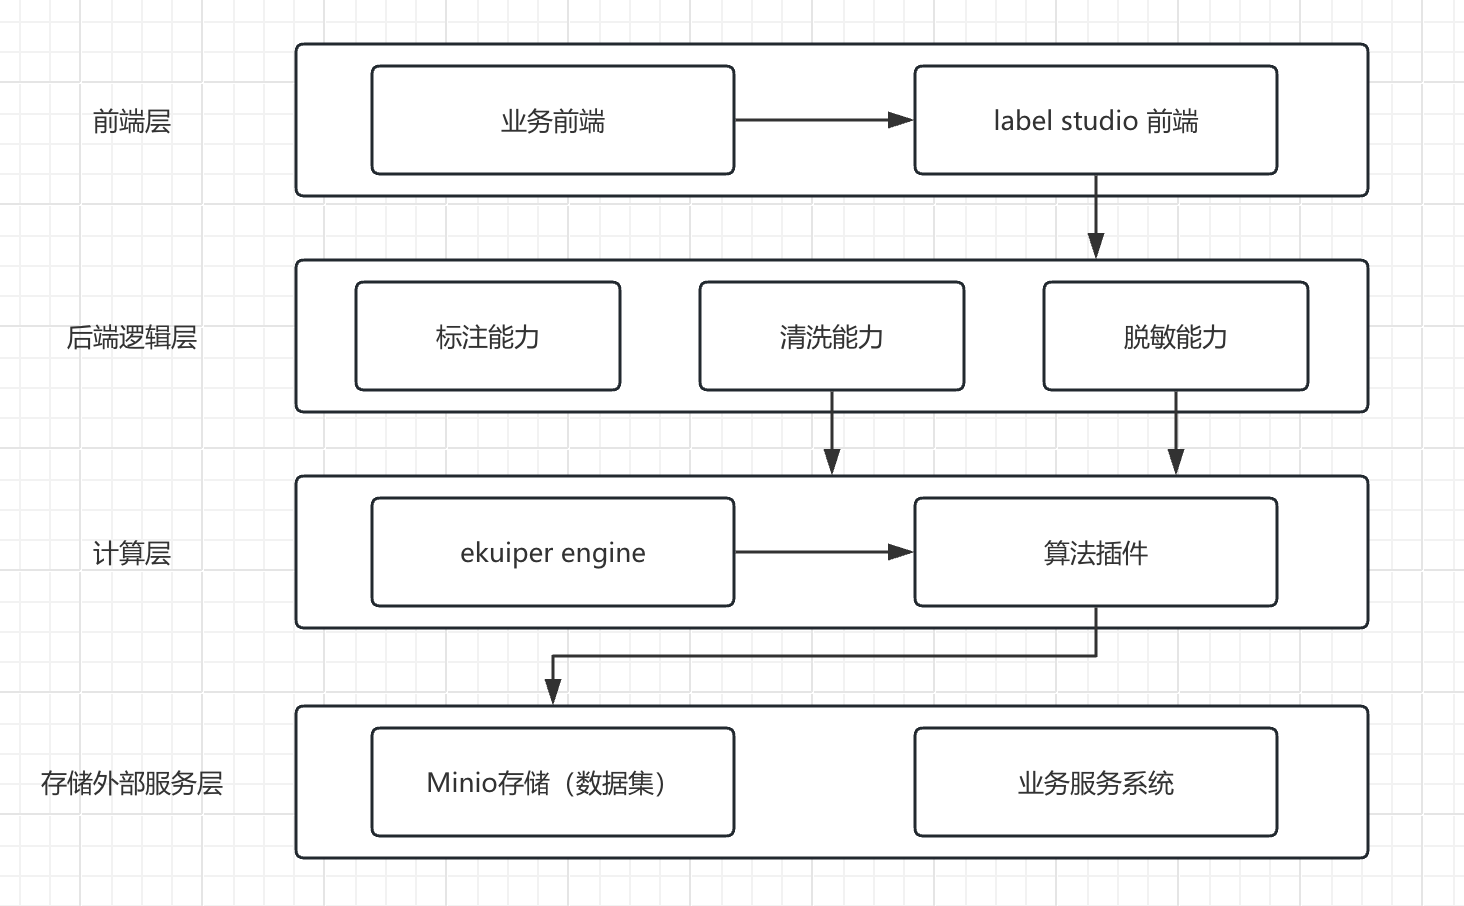 前端层
业务前端
label studio 前端
后端逻辑层
标注能力
清洗能力
脱敏能力
计算层
ekuiper engine
算法插件
存储外部服务层
Minio存储（数据集）
业务服务系统